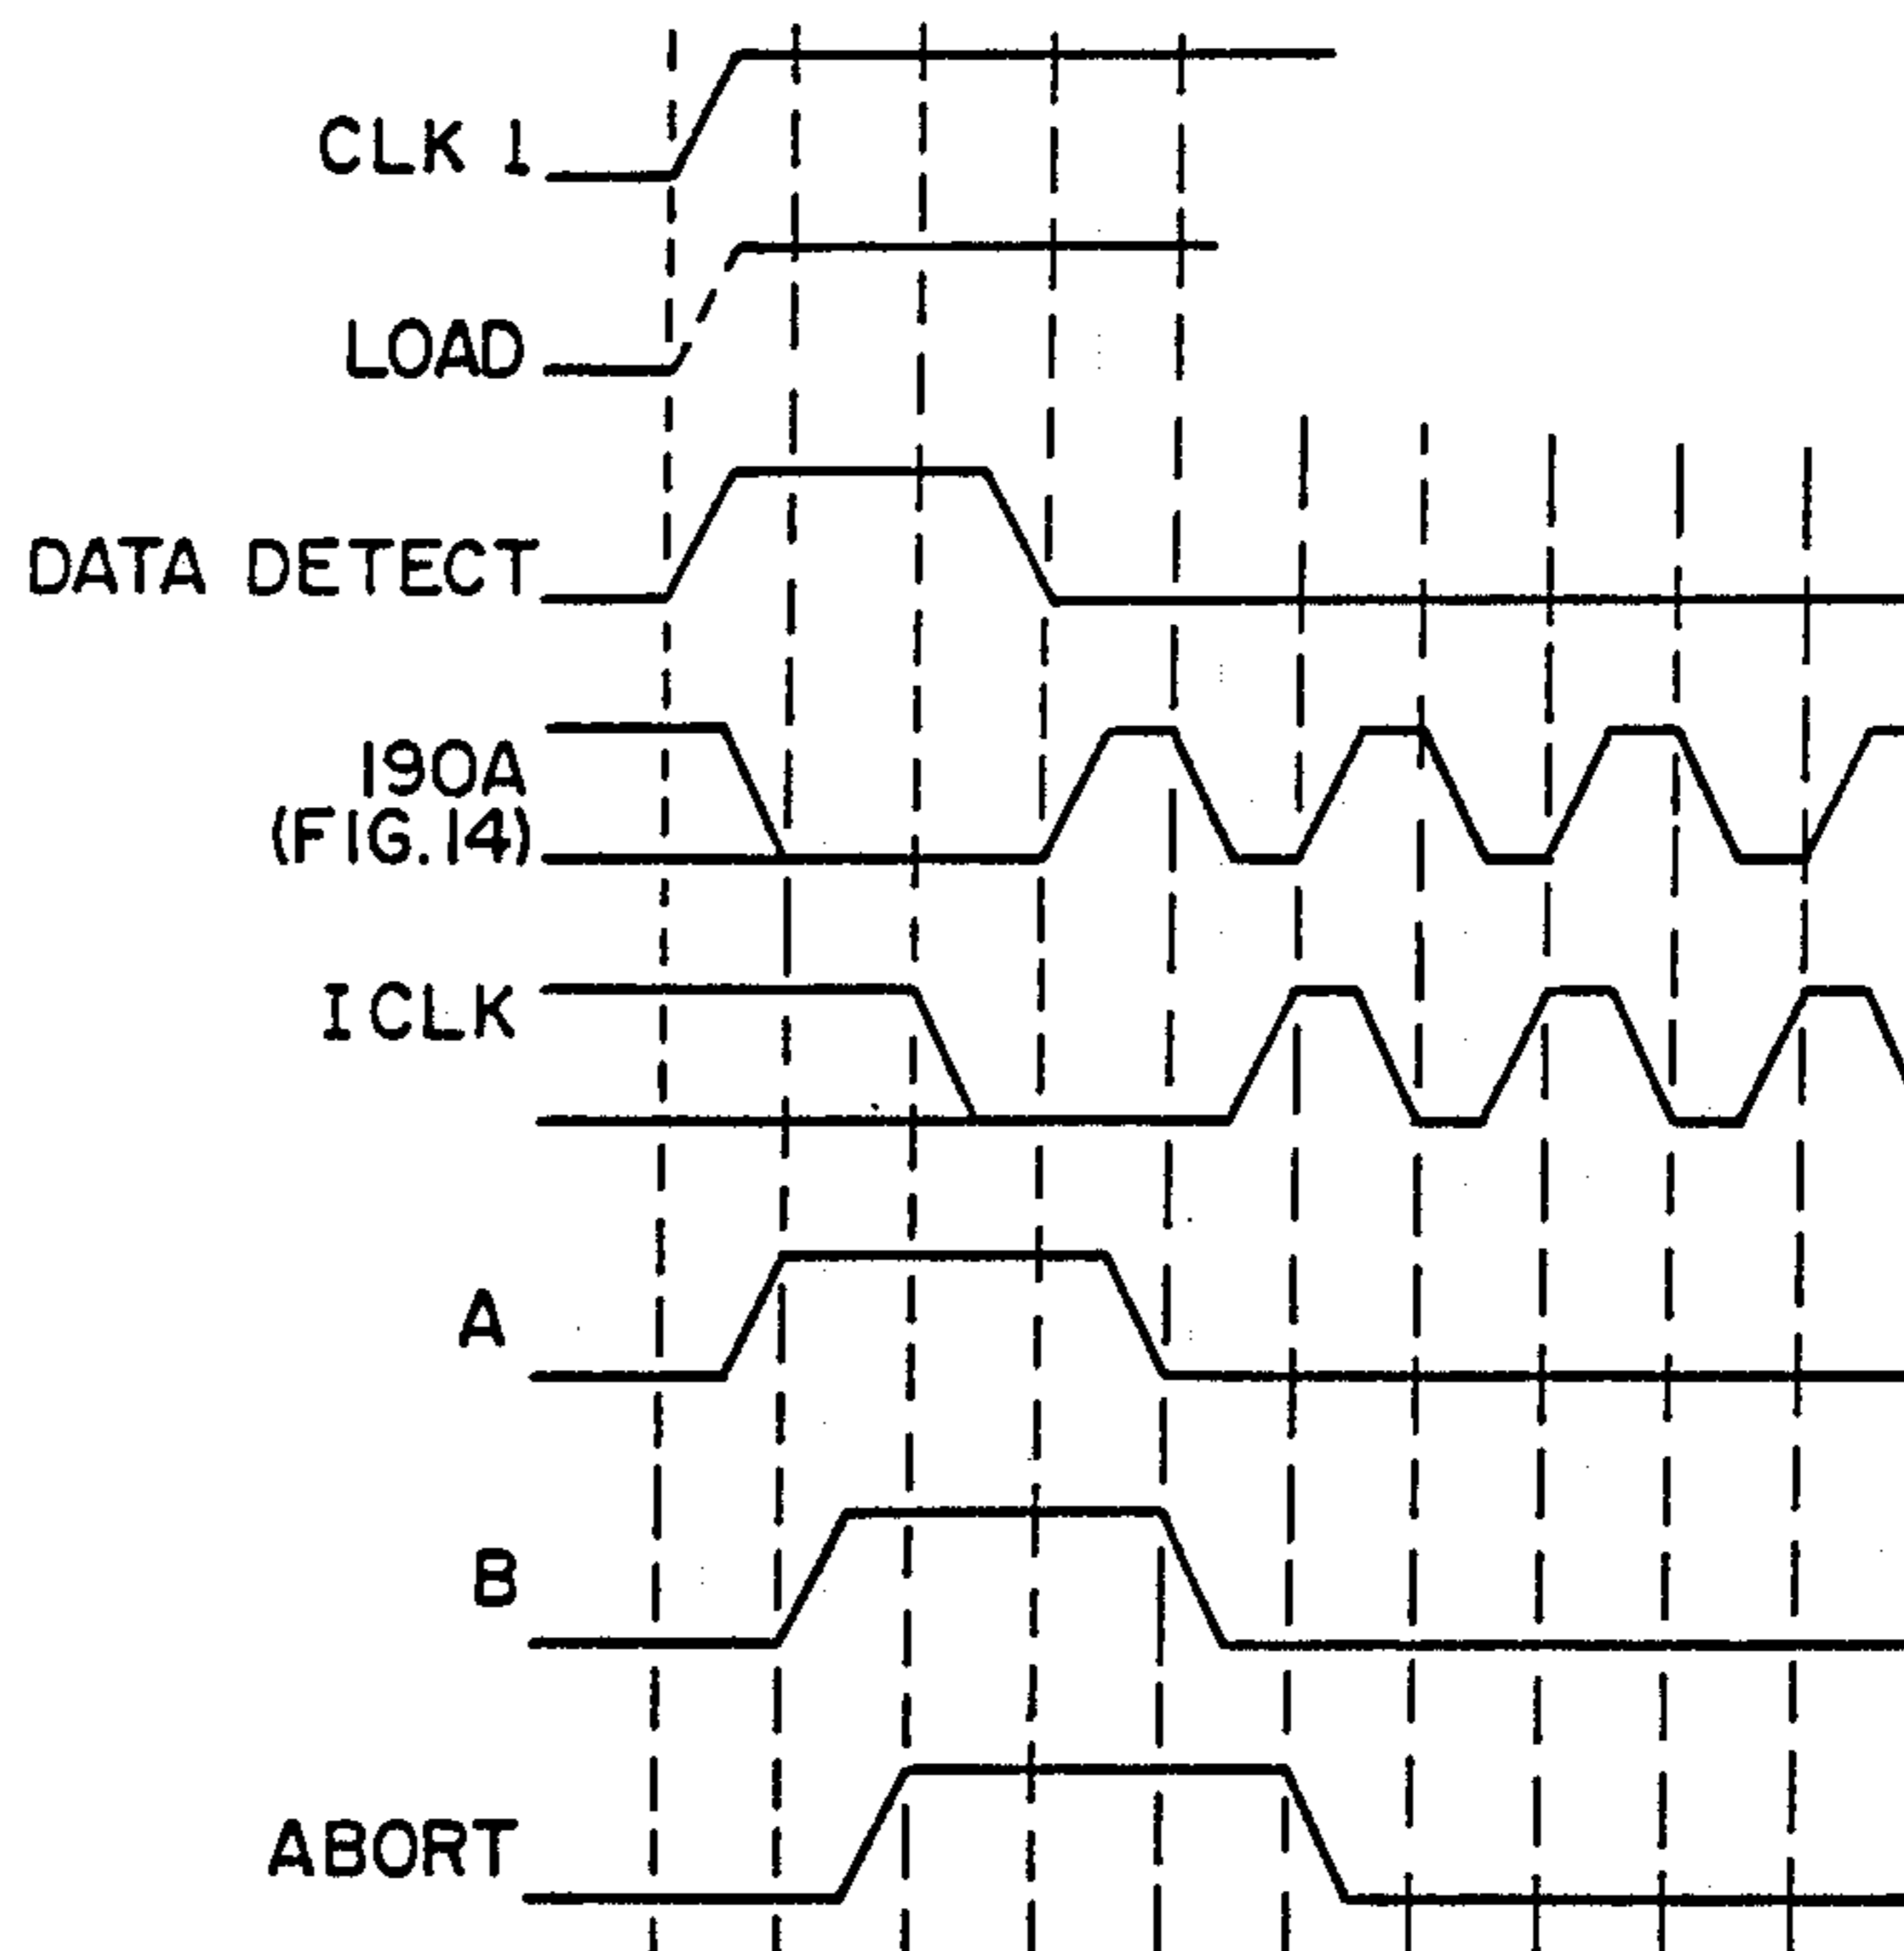 CLK 1
LOAD
DATA DETECT
190A
(FIG.14)
ICLK
A
B
ABORT